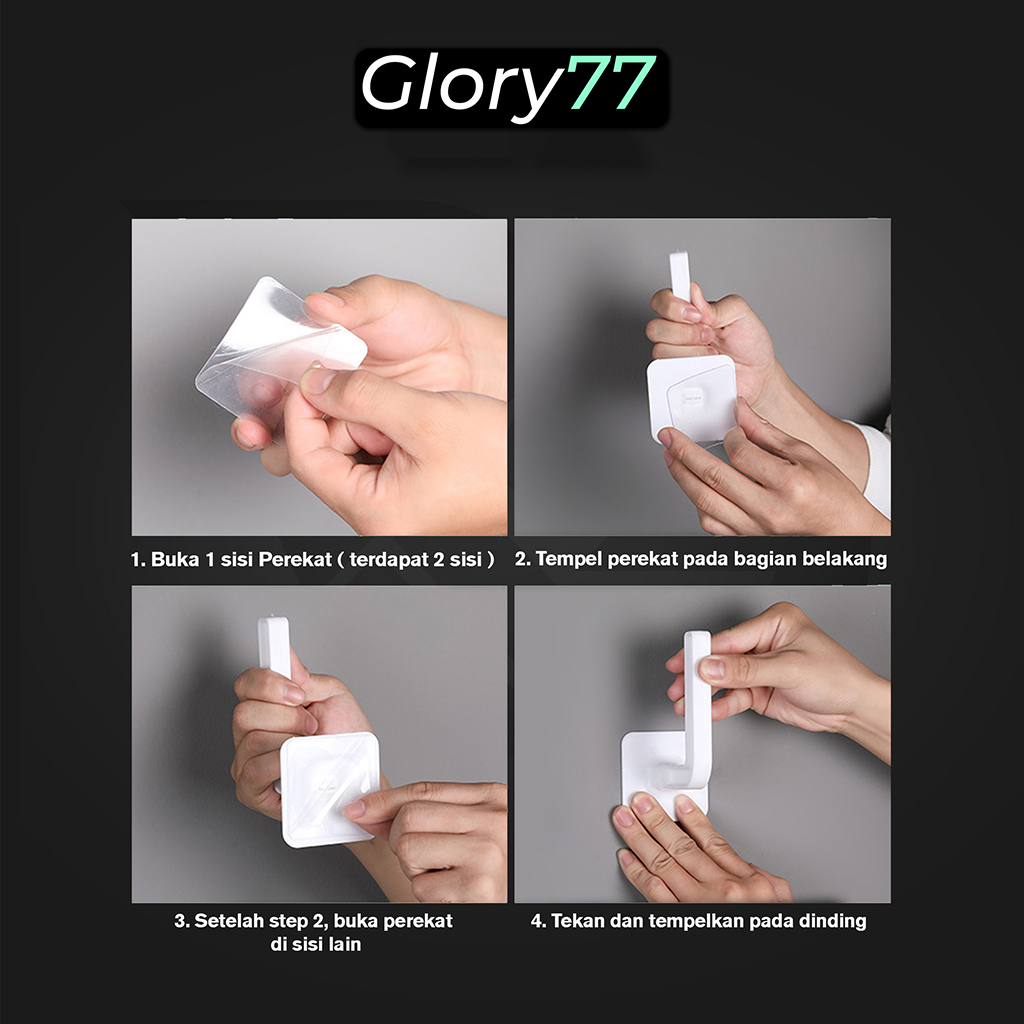 Glory77
1. Buka 1 sisi Perekat ( terdapat 2 sisi )
2. Tempel perekat pada bagian belakang
3. Setelah step 2, buka perekat
di sisi lain
4. Tekan dan tempelkan pada dinding